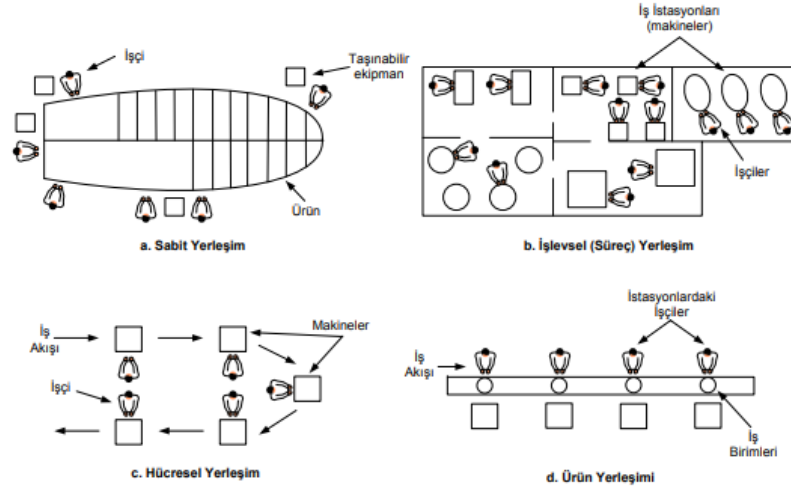 İşçi
Taşınabilir
ekipman
Ürün
a. Sabit Yerleşim
İş İstasyonları
(makineler)
İşçiler
b. İşlevsel (Süreç) Yerleşim
İş
Akışı
İşçi
Makineler
c. Hücresel Yerleşim
İstasyonlardaki
İşçiler
İş
Akışı
İş
Birimleri
d. Ürün Yerleşimi